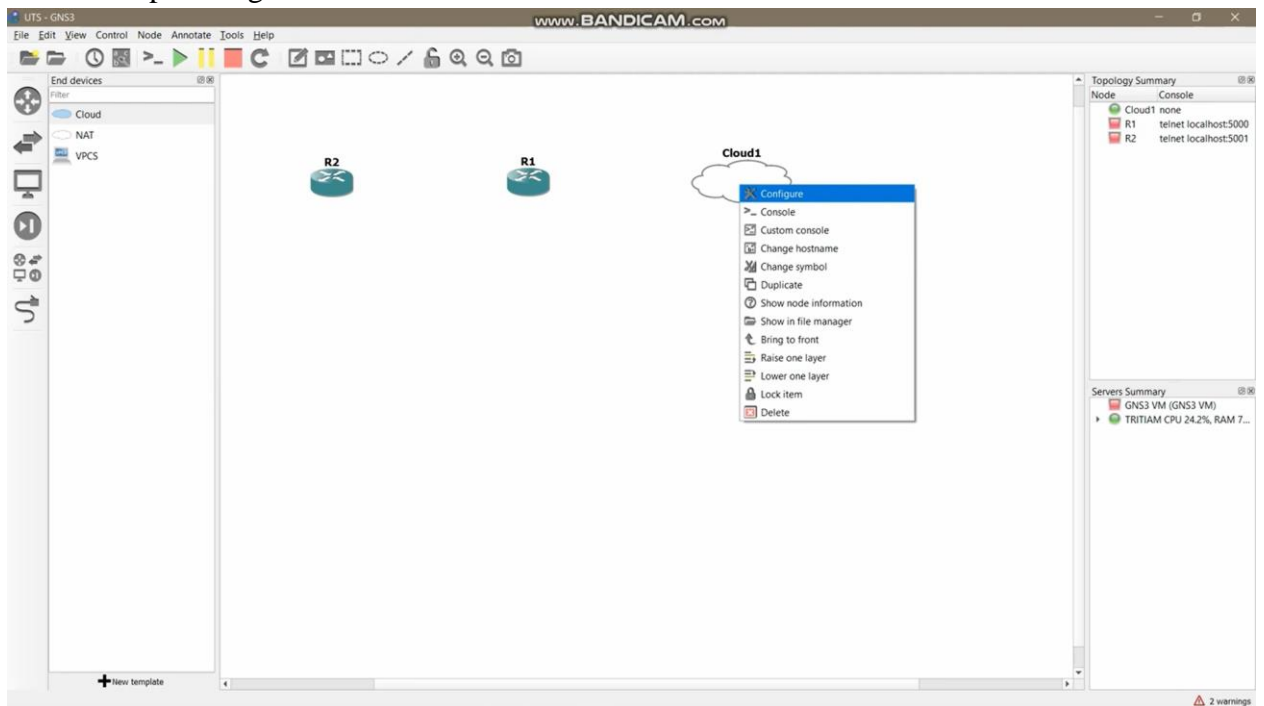 UTS - GNS3
www.BANDICAM.com
File Edit View Control Node Annotate Tools Help
End devices
Filter
Cloud
NAT
VPCS
New template
R2
R1
Cloud1
Configure
Console
Custom console
Change hostname
Change symbol
Duplicate
Show node information
Show in file manager
Bring to front
Raise one layer
Lower one layer
Lock item
Delete
Topology Summary
Node Console
Cloud1 none
R1 telnet localhost:5000
R2 telnet localhost:5001
Servers Summary
GNS3 VM (GNS3 VM)
TRITIAM CPU 24.2%, RAM 7...
2 warnings